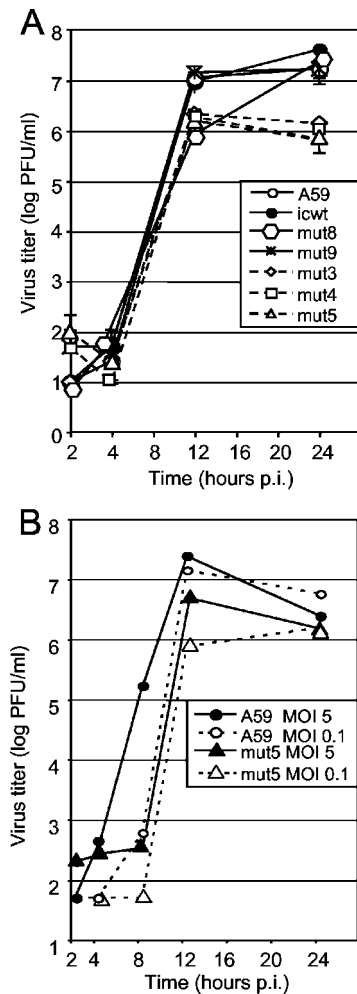 A
Virus titer (log PFU/ml)
8
7
6
5
4
3
2
1
0
A59
icwt
mut8
mut9
mut3
mut4
mut5
2 4 8 12 16 20 24
Time (hours p.i.)
B
Virus titer (log PFU/ml)
8
7
6
5
4
3
2
1
A59 MOI 5
A59 MOI 0.1
mut5 MOI 5
mut5 MOI 0.1
2 4 8 12 16 20 24
Time (hours p.i.)